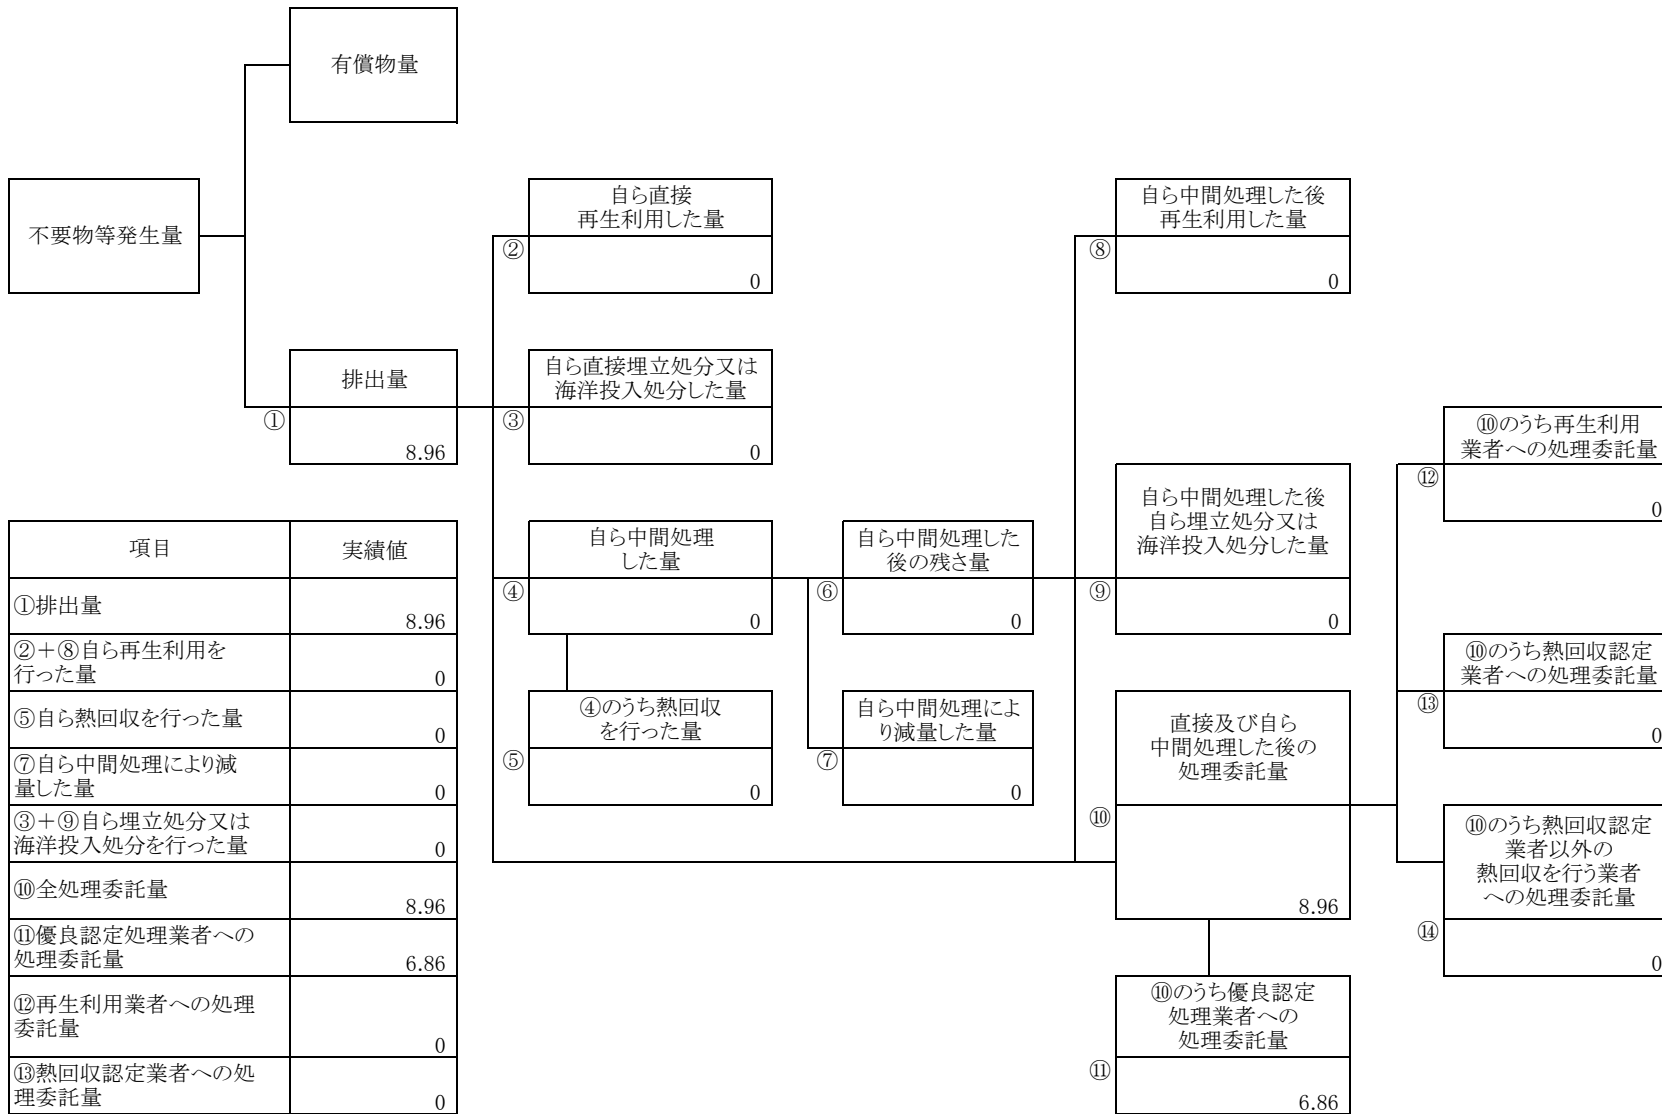 有償物量
不要物等発生量
自ら直接
再生利用した量
②
0
自ら中間処理した後
再生利用した量
⑧
0
排出量
①
8.96
自ら直接埋立処分又は
海洋投入処分した量
③
0
⑩のうち再生利用
業者への処理委託量
⑫
0
自ら中間処理した後
自ら埋立処分又は
海洋投入処分した量
⑨
0
自ら中間処理
した量
④
0
自ら中間処理した
後の残さ量
⑥
0
④のうち熱回収
を行った量
⑤
0
自ら中間処理によ
り減量した量
⑦
0
直接及び自ら
中間処理した後の
処理委託量
⑩
8.96
⑩のうち熱回収認定
業者への処理委託量
⑬
0
⑩のうち熱回収認定
業者以外の
熱回収を行う業者
への処理委託量
⑭
0
⑩のうち優良認定
処理業者への
処理委託量
⑪
6.86
項目 実績値
①排出量 8.96
②+⑧自ら再生利用を
行った量 0
⑤自ら熱回収を行った量 0
⑦自ら中間処理により減
量した量 0
③+⑨自ら埋立処分又は
海洋投入処分を行った量 0
⑩全処理委託量 8.96
⑪優良認定処理業者への
処理委託量 6.86
⑫再生利用業者への処理
委託量 0
⑬熱回収認定業者への処
理委託量 0